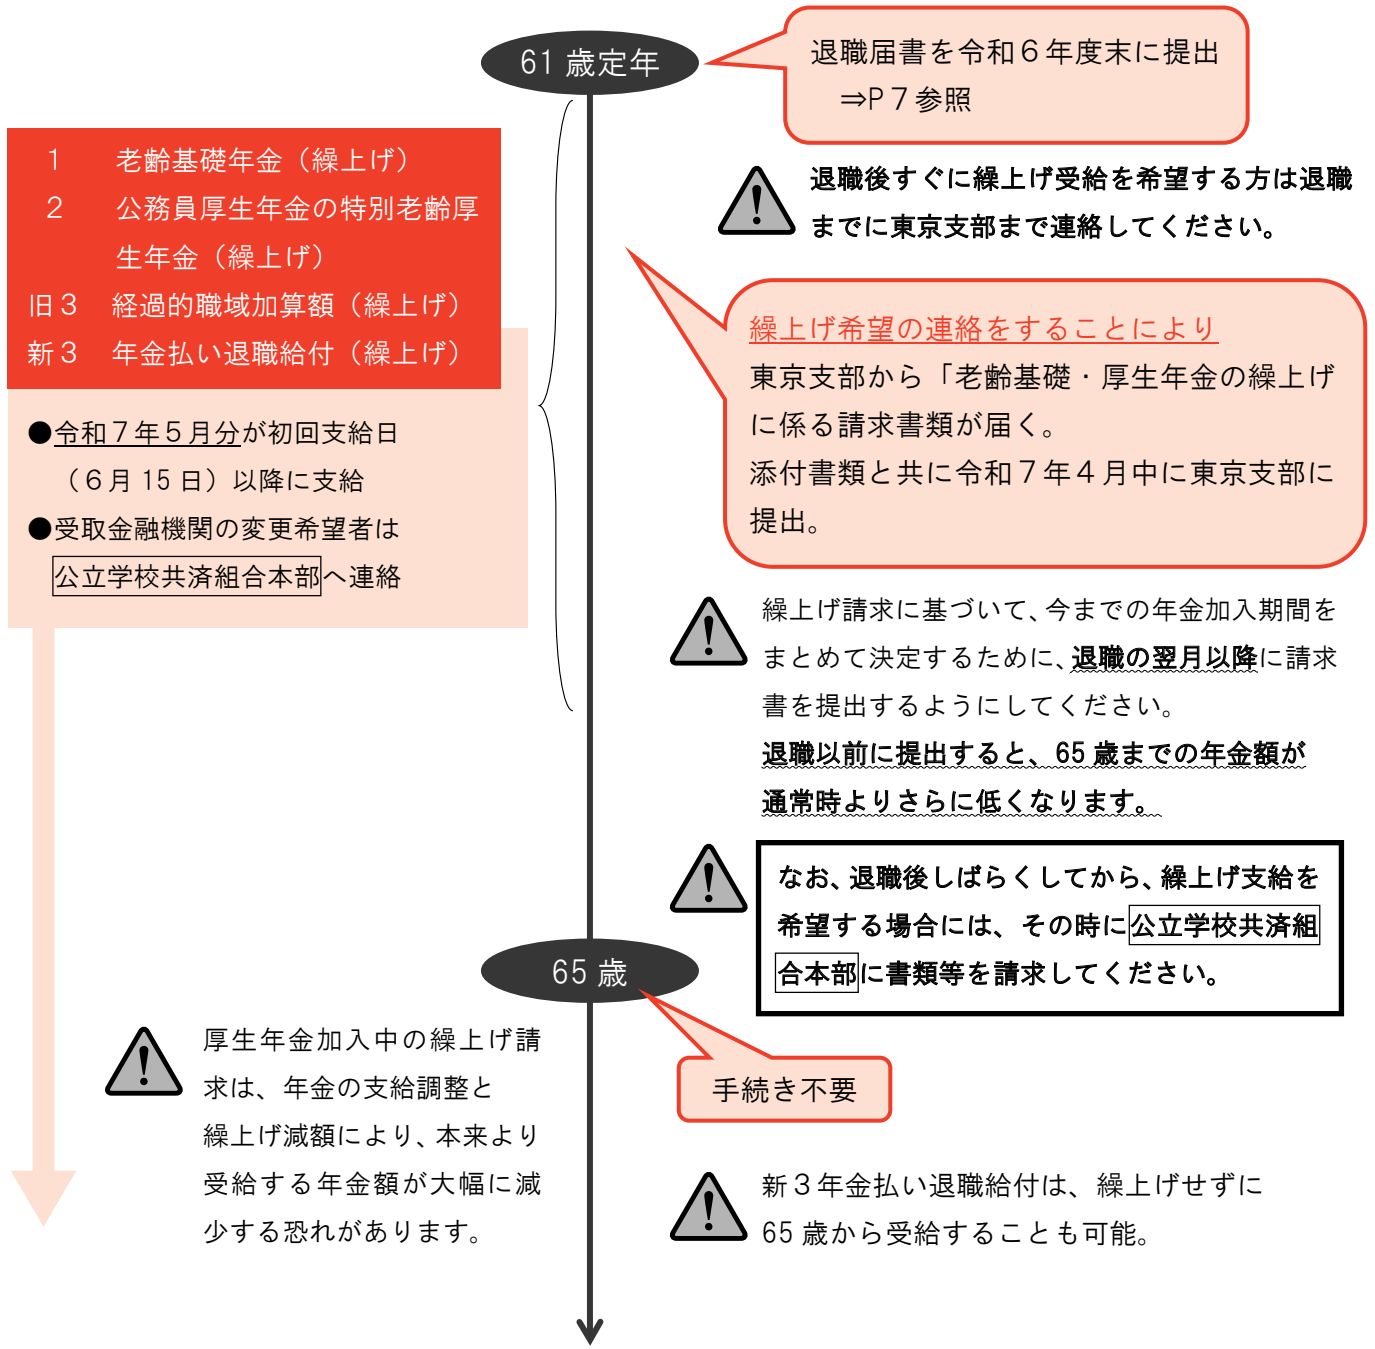 61 歳定年
退職届書を令和６年度末に提出
⇒P７参照
１　老齢基礎年金（繰上げ）
２　公務員厚生年金の特別老齢厚
生年金（繰上げ）
旧３　経過的職域加算額（繰上げ）
新３　年金払い退職給付（繰上げ）
●令和７年５月分が初回支給日
（６月 15 日）以降に支給
●受取金融機関の変更希望者は
公立学校共済組合本部へ連絡
退職後すぐに繰上げ受給を希望する方は退職
までに東京支部まで連絡してください。
繰上げ希望の連絡をすることにより
東京支部から「老齢基礎・厚生年金の繰上げ
に係る請求書類が届く。
添付書類と共に令和７年４月中に東京支部に
提出。
繰上げ請求に基づいて、今までの年金加入期間を
まとめて決定するために、退職の翌月以降に請求
書を提出するようにしてください。
退職以前に提出すると、65 歳までの年金額が
通常時よりさらに低くなります。
なお、退職後しばらくしてから、繰上げ支給を
希望する場合には、その時に公立学校共済組
合本部に書類等を請求してください。
65 歳
手続き不要
厚生年金加入中の繰上げ請
求は、年金の支給調整と
繰上げ減額により、本来より
受給する年金額が大幅に減
少する恐れがあります。
新３年金払い退職給付は、繰上げせずに
65 歳から受給することも可能。